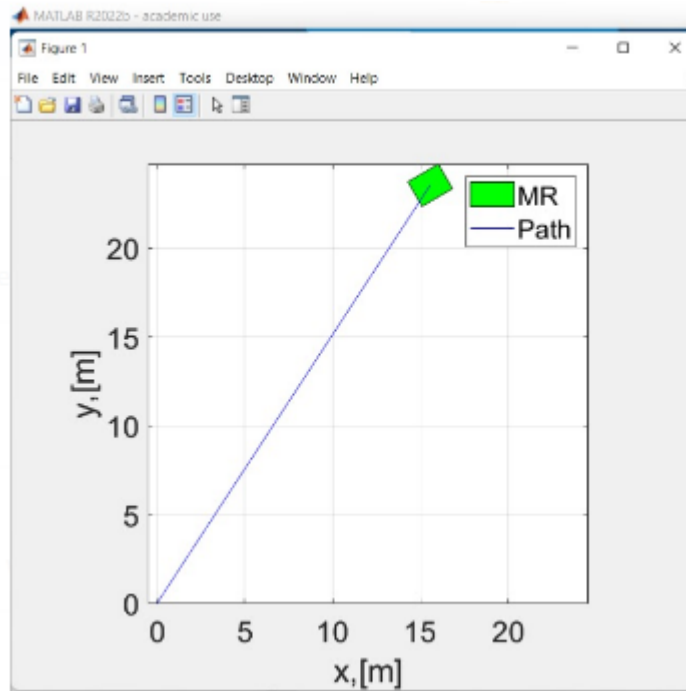 MATLAB R2022b - academic use
Figure 1
File Edit View Insert Tools Desktop Window Help
MR
Path
20
15
10
5
0
y,[m]
0 5 10 15 20
x,[m]